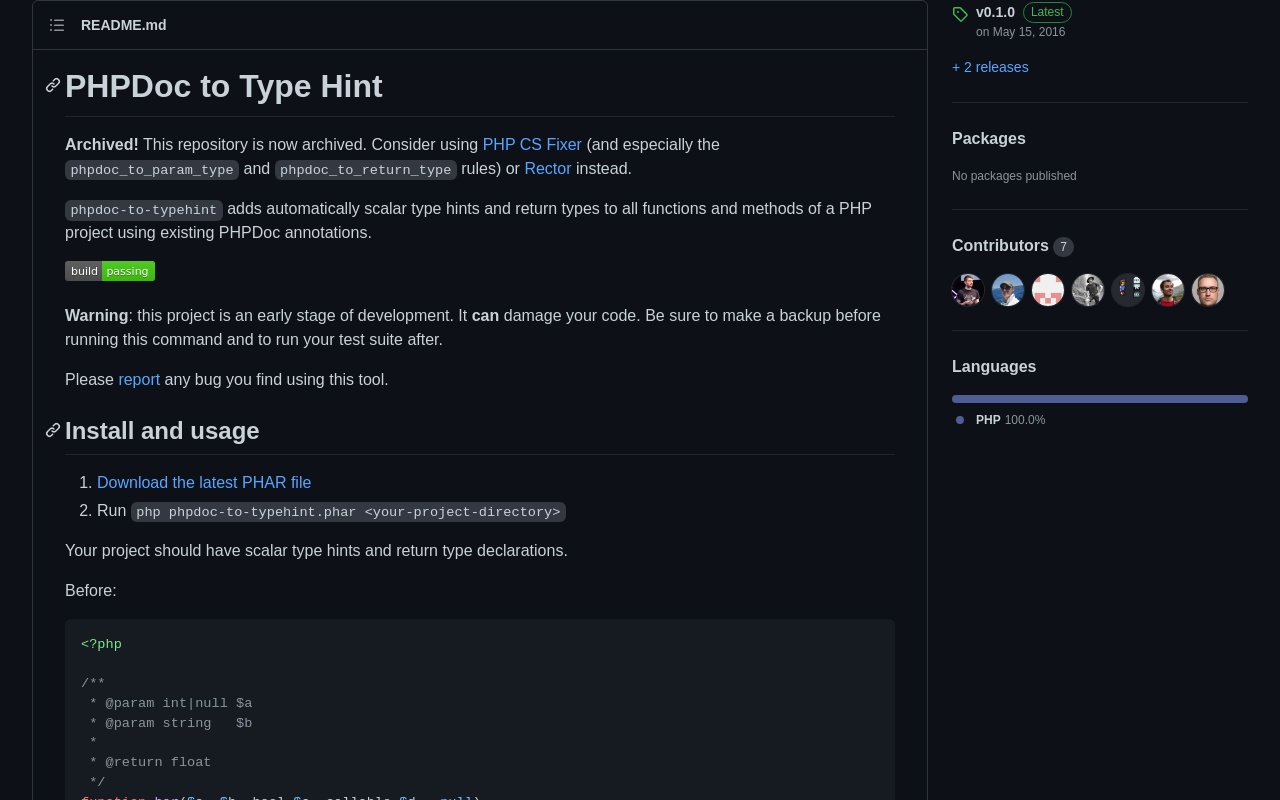 README.md
PHPDoc to Type Hint
Archived! This repository is now archived. Consider using PHP CS Fixer (and especially the
phpdoc_to_param_type and phpdoc_to_return_type rules) or Rector instead.
phpdoc-to-typehint adds automatically scalar type hints and return types to all functions and methods of a PHP
project using existing PHPDoc annotations.
build passing
Warning: this project is an early stage of development. It can damage your code. Be sure to make a backup before
running this command and to run your test suite after.
Please report any bug you find using this tool.
Install and usage
1. Download the latest PHAR file
2. Run php phpdoc-to-typehint.phar <your-project-directory>
Your project should have scalar type hints and return type declarations.
Before:
<?php
/**
 * @param int|null $a
 * @param string   $b
 *
 * @return float
 */
v0.1.0 Latest
on May 15, 2016
+ 2 releases
Packages
No packages published
Contributors 7
Languages
PHP 100.0%